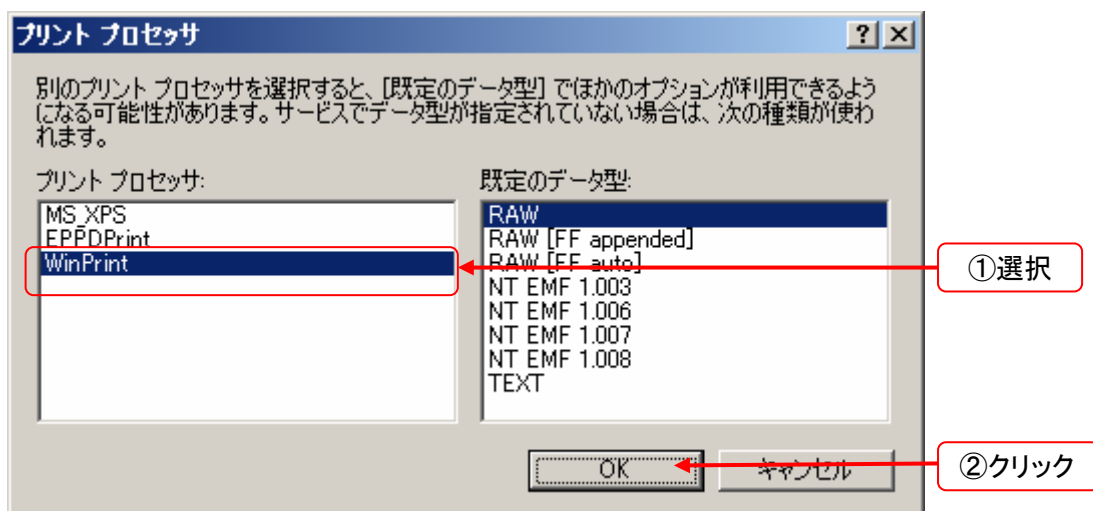 プリント プロセッサ
別のプリント プロセッサを選択すると、[既定のデータ型] でほかのオプションが利用できるよう
になる可能性があります。サービスでデータ型が指定されていない場合は、次の種類が使わ
れます。
プリント プロセッサ:
MS_XPS
EPPDPrint
WinPrint
既定のデータ型:
RAW
RAW [FF appended]
RAW [FF auto]
NT EMF 1.003
NT EMF 1.006
NT EMF 1.007
NT EMF 1.008
TEXT
①選択
OK
キャンセル
②クリック